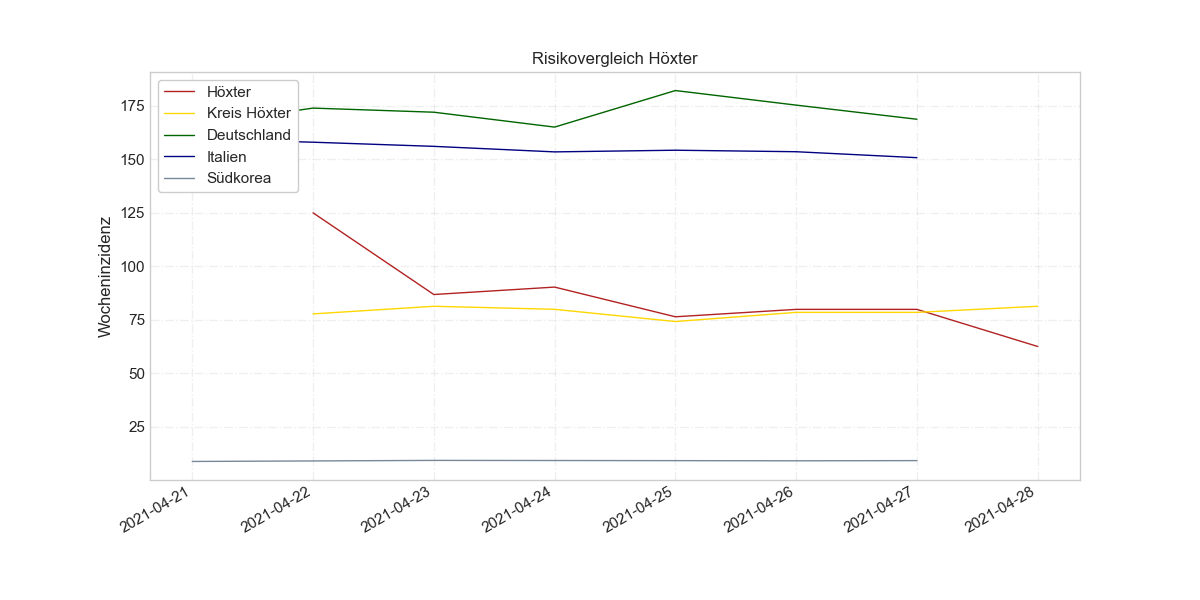 Risikovergleich Höxter
Höxter
Kreis Höxter
Deutschland
Italien
Südkorea
Wocheninzidenz
175
150
125
100
75
50
25
2021-04-21
2021-04-22
2021-04-23
2021-04-24
2021-04-25
2021-04-26
2021-04-27
2021-04-28